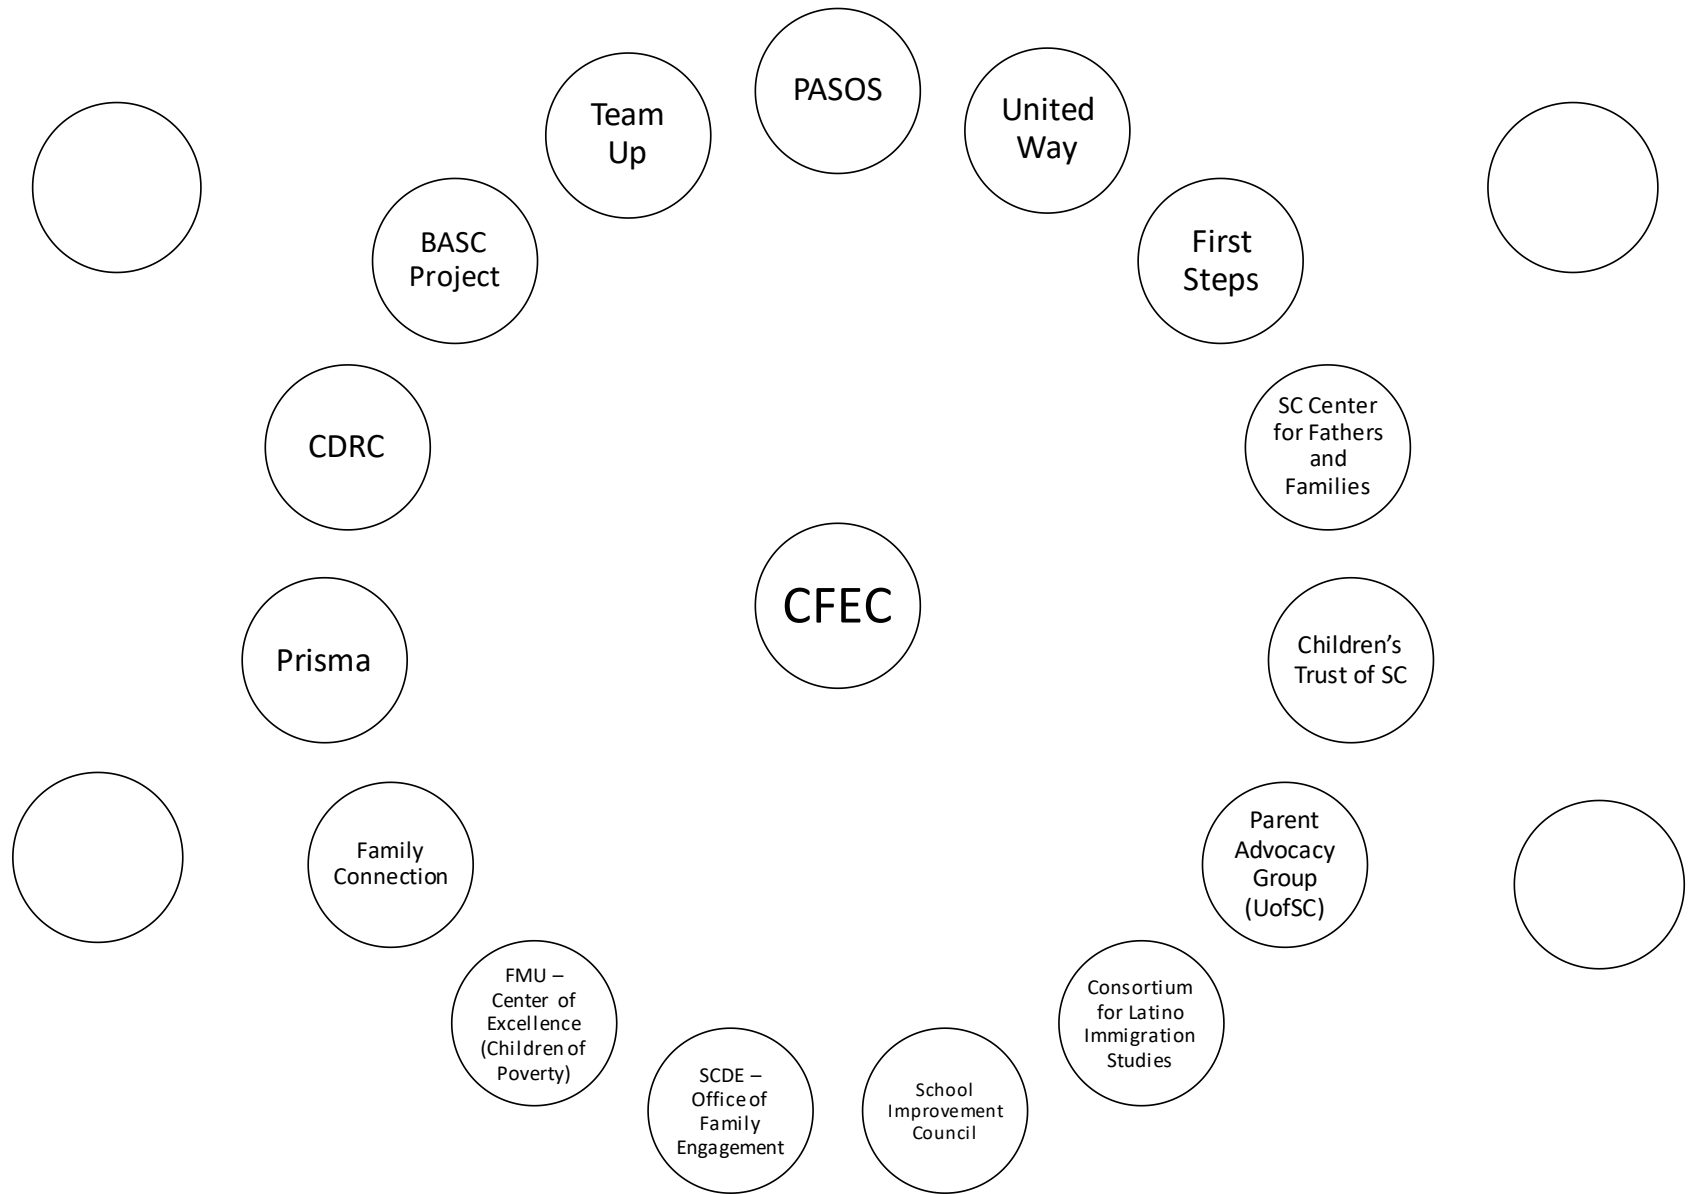 PASOS
United
Way
First
Steps
SC Center
for Fathers
and
Families
Children’s
Trust of SC
Parent
Advocacy
Group
(UofSC)
Consortium
for Latino
Immigration
Studies
School
Improvement
Council
SCDE –
Office of
Family
Engagement
FMU –
Center of
Excellence
(Children of
Poverty)
Family
Connection
Prisma
CDRC
BASC
Project
Team
Up
CFEC